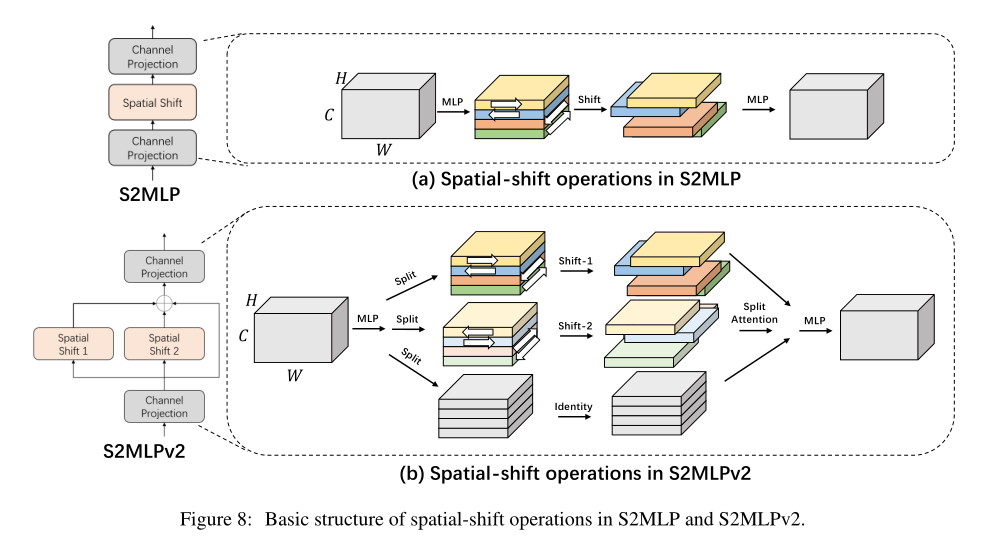 Channel
Projection
Spatial Shift
Channel
Projection
S2MLP
H
C
W
MLP
Shift
MLP
(a) Spatial-shift operations in S2MLP
Channel
Projection
Spatial
Shift 1
Spatial
Shift 2
Channel
Projection
S2MLPv2
H
C
W
MLP
Split
Split
Split
Shift-1
Shift-2
Identity
Split
Attention
MLP
(b) Spatial-shift operations in S2MLPv2
Figure 8: Basic structure of spatial-shift operations in S2MLP and S2MLPv2.